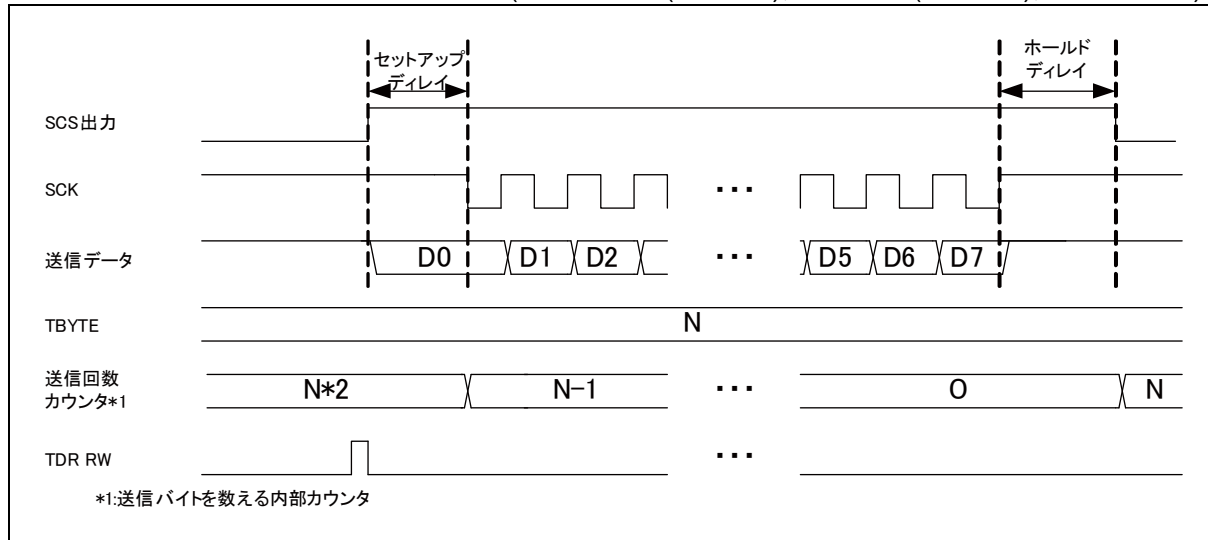 セットアップ
ディレイ
ホールド
ディレイ
SCS出力
SCK
・・・
送信データ
D0 D1 D2 ・・・ D5 D6 D7
TBYTE
N
送信回数
カウンタ*1
N*2 N-1 ・・・ O N
TDR RW
・・・
*1:送信バイトを数える内部カウンタ